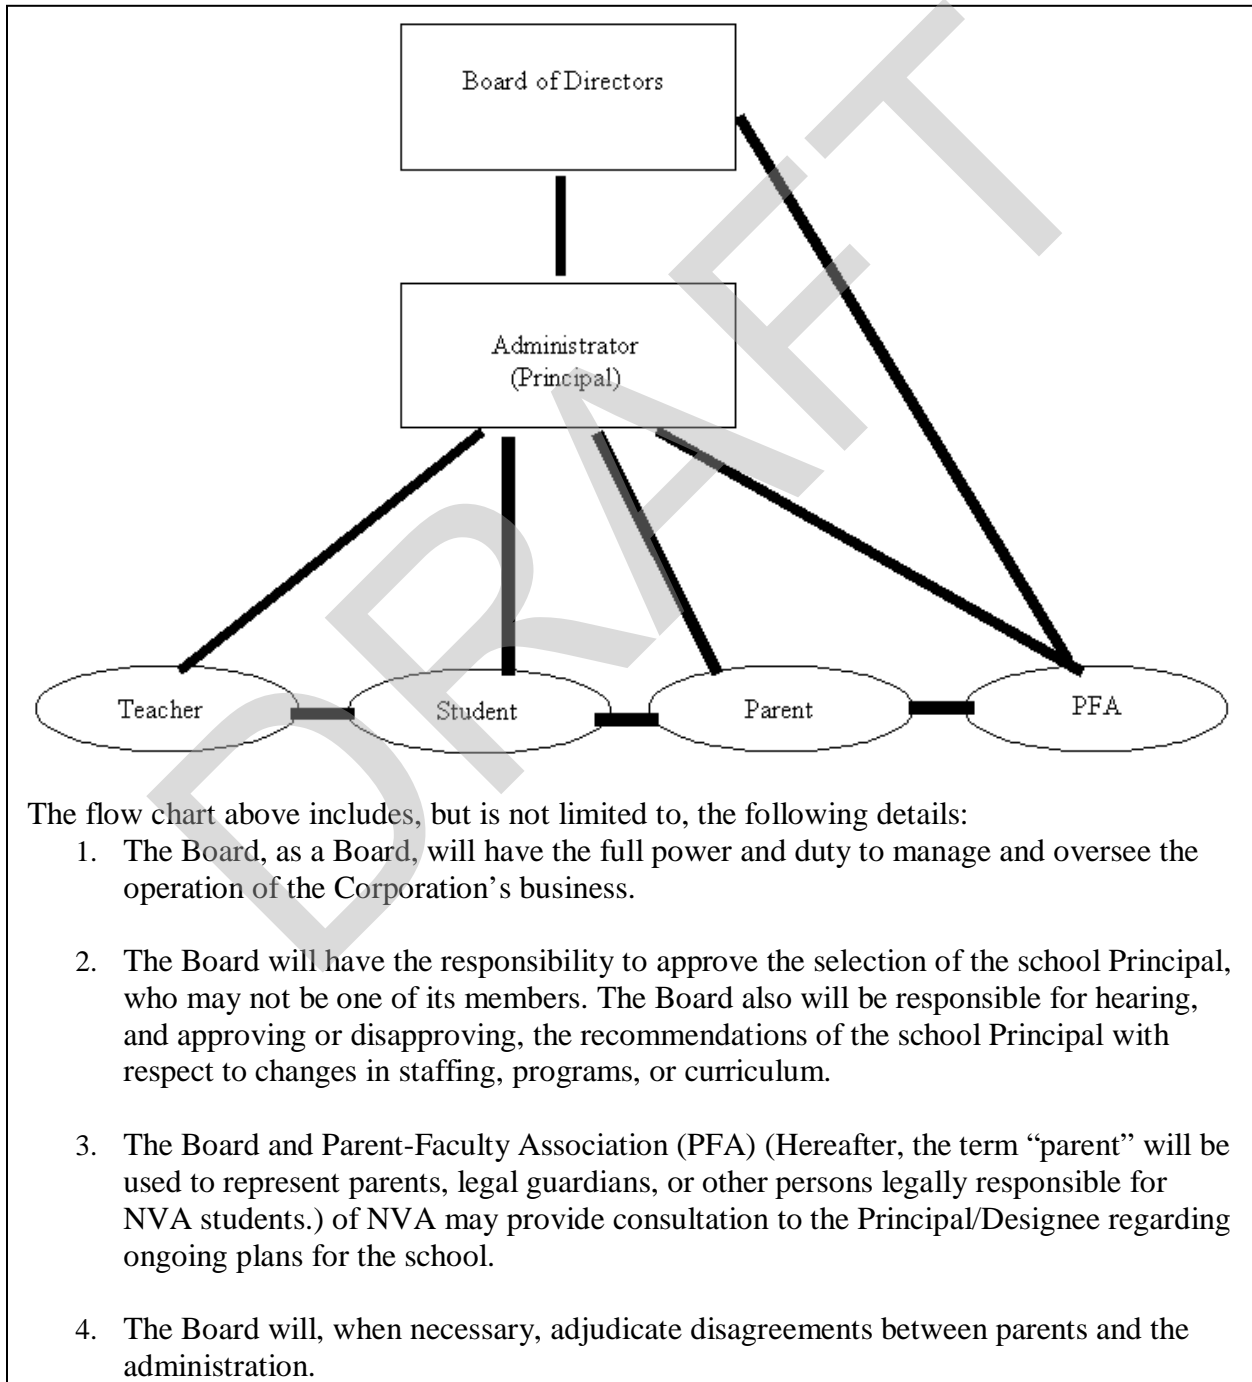 Board of Directors
Administrator
(Principal)
Teacher
Student
Parent
PFA
DRAFT
The flow chart above includes, but is not limited to, the following details:
1. The Board, as a Board, will have the full power and duty to manage and oversee the
operation of the Corporation’s business.
2. The Board will have the responsibility to approve the selection of the school Principal,
who may not be one of its members. The Board also will be responsible for hearing,
and approving or disapproving, the recommendations of the school Principal with
respect to changes in staffing, programs, or curriculum.
3. The Board and Parent-Faculty Association (PFA) (Hereafter, the term “parent” will be
used to represent parents, legal guardians, or other persons legally responsible for
NVA students.) of NVA may provide consultation to the Principal/Designee regarding
ongoing plans for the school.
4. The Board will, when necessary, adjudicate disagreements between parents and the
administration.